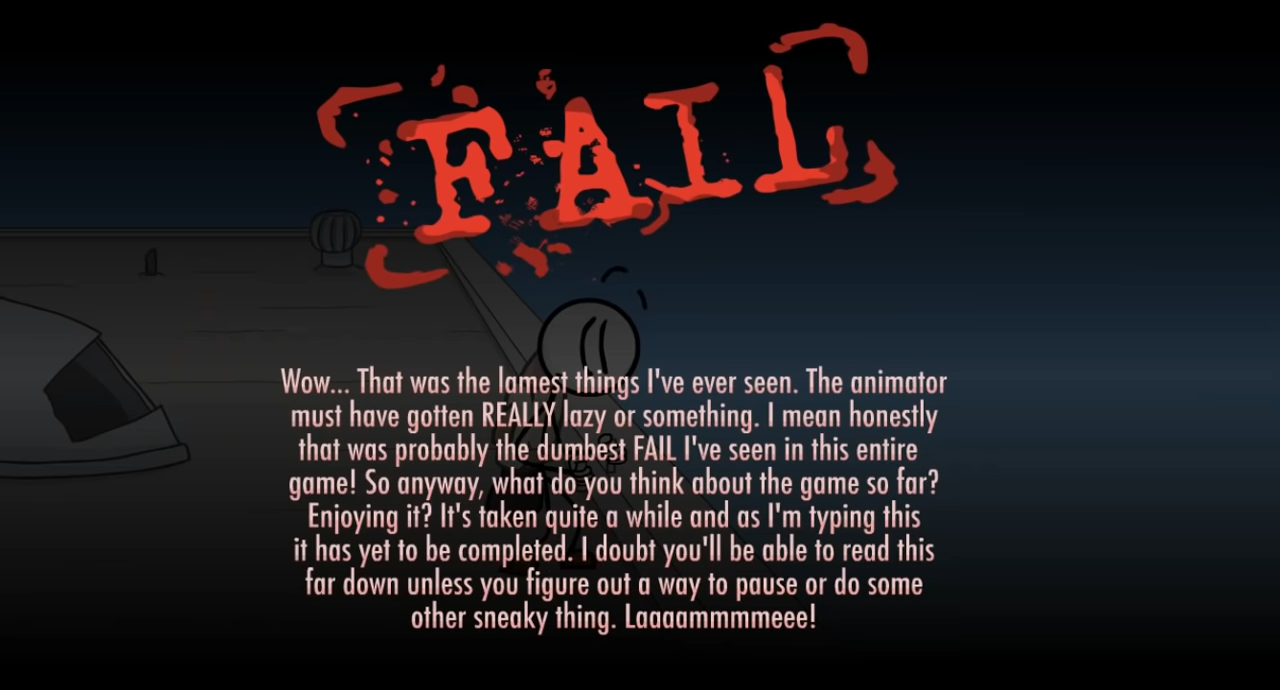 FAIL
Wow... That was the lamest things I've ever seen. The animator
must have gotten REALLY lazy or something. I mean honestly
that was probably the dumbest FAIL I've seen in this entire
game! So anyway, what do you think about the game so far?
Enjoying it? It's taken quite a while and as I'm typing this
it has yet to be completed. I doubt you'll be able to read this
far down unless you figure out a way to pause or do some
other sneaky thing. Laaaammmmeee!